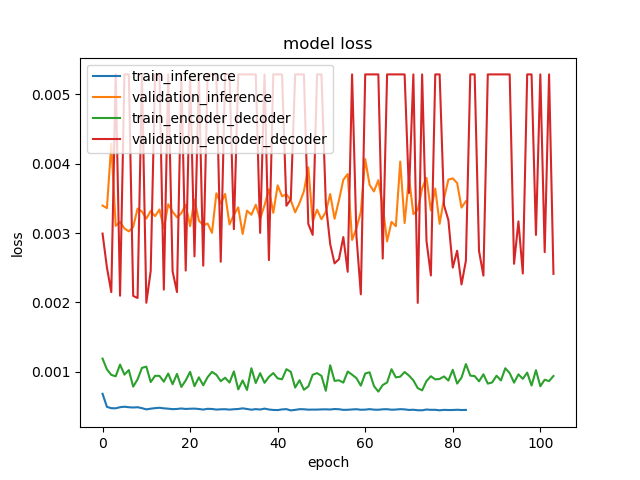 model loss
train_inference
validation_inference
train_encoder_decoder
validation_encoder_decoder
0.005
0.004
0.003
0.002
0.001
loss
0 20 40 60 80 100
epoch